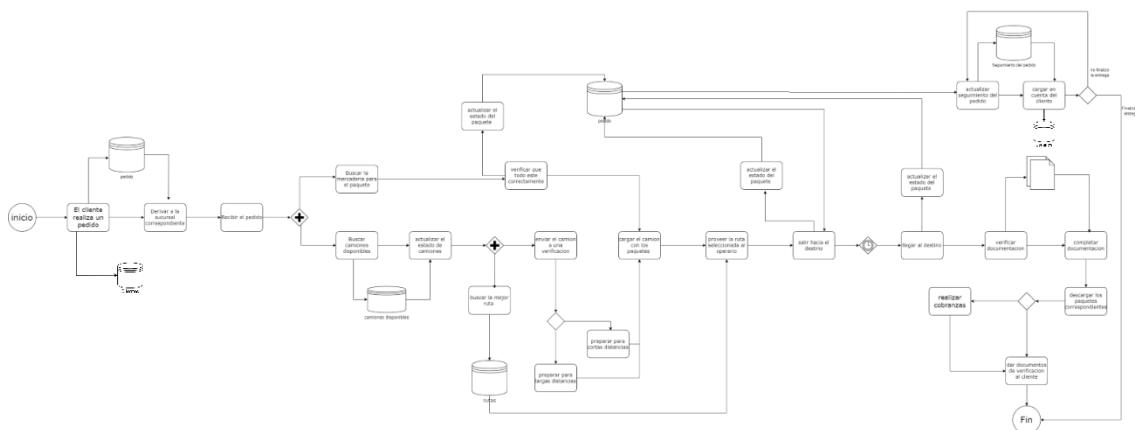 inicio
El cliente
realiza un
pedido
pedido
Derivar a la
sucursal
correspondiente
Recibir el pedido
Buscar la
mercaderia para
el paquete
Buscar
camiones
disponibles
camiones disponibles
actualizar el
estado de
camiones
actualizar el
estado del
paquete
verificar que
todo este
correctamente
buscar la mejor
ruta
rutas
enviar el camion
a una
verificacion
preparar para
cortas distancias
preparar para
largas distancias
pedido
cargar el camion
con los
paquetes
proveer la ruta
seleccionada al
operario
actualizar el
estado del
paquete
salir hacia el
destino
llegar al destino
actualizar el
estado del
paquete
actualizar
seguimiento del
pedido
Seguimiento del pedido
cargar en
cuenta del
cliente
no finalizo
la entrega
Finalizo
entreg
verificar
documentacion
completar
documentacion
descargar los
paquetes
correspondientes
realizar
cobranzas
dar documentos
de verificacion
al cliente
Fin